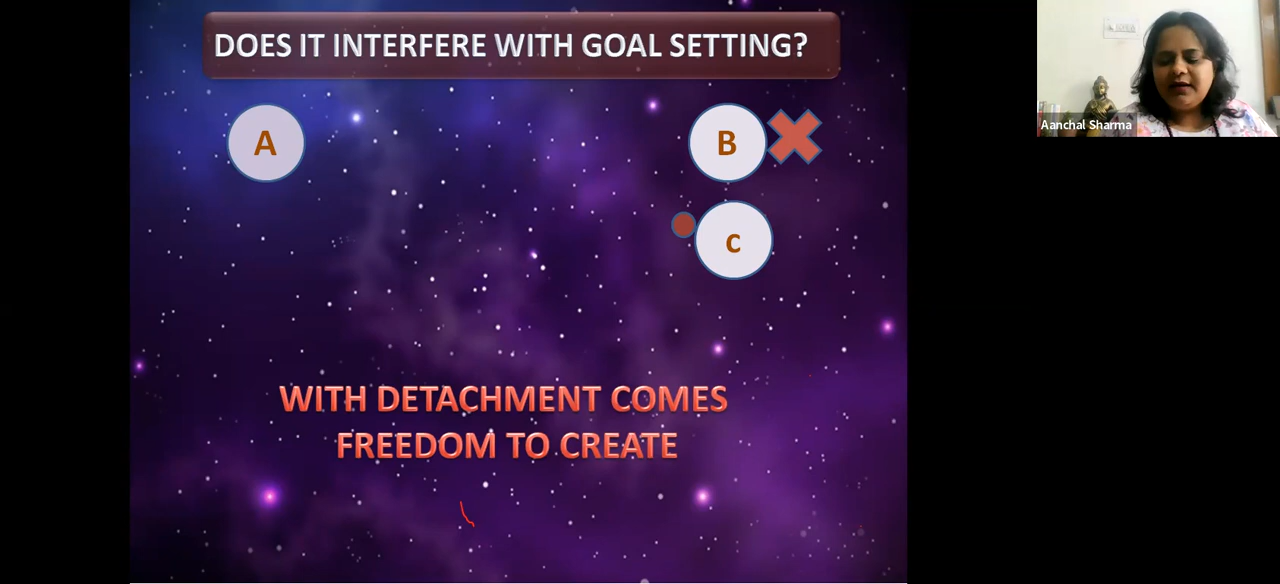 DOES IT INTERFERE WITH GOAL SETTING?
A
B
c
WITH DETACHMENT COMES
FREEDOM TO CREATE
Aanchal Sharma